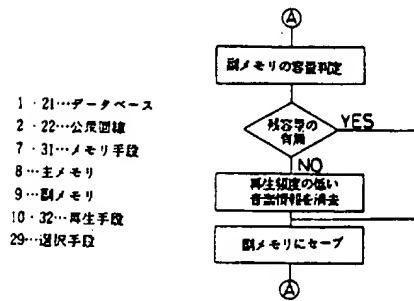 1・21…データベース
2・22…公衆回線
7・31…メモリ手段
8…主メモリ
9…副メモリ
10・32…再生手段
29…選択手段
A
副メモリの容量判定
残容量の
有無
YES
NO
再生頻度の低い
音楽情報を消去
副メモリにセーブ
A